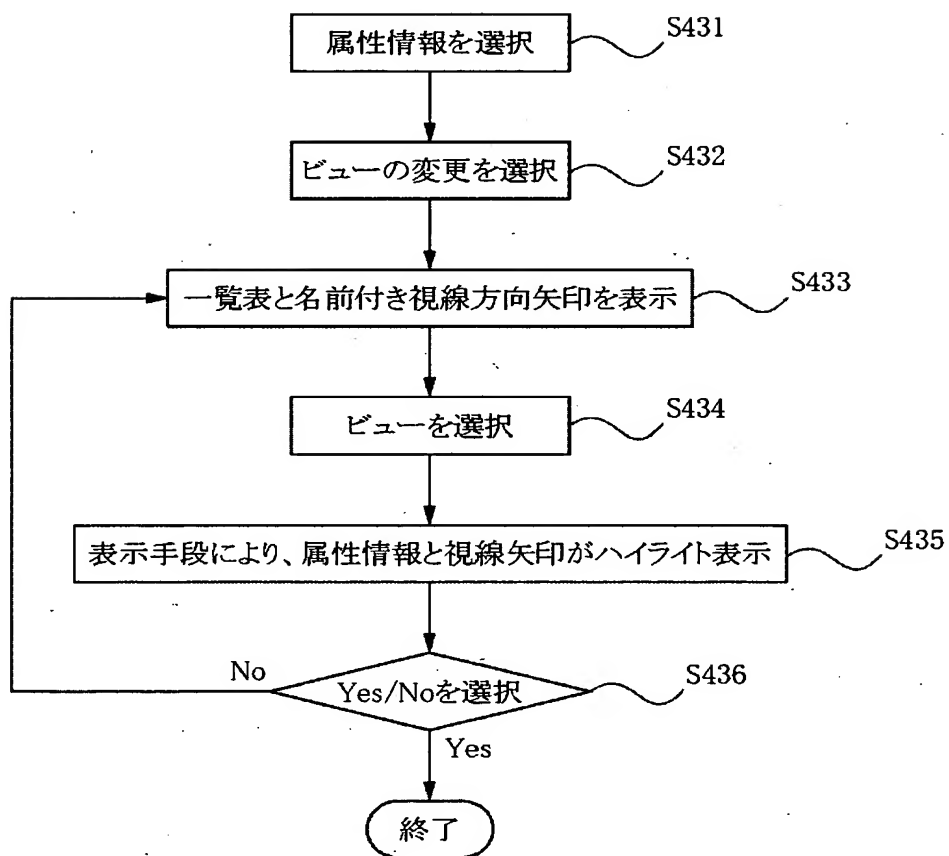 属性情報を選択
S431
ビューの変更を選択
S432
一覧表と名前付き視線方向矢印を表示
S433
ビューを選択
S434
表示手段により、属性情報と視線矢印がハイライト表示
S435
No
Yes/Noを選択
S436
Yes
終了